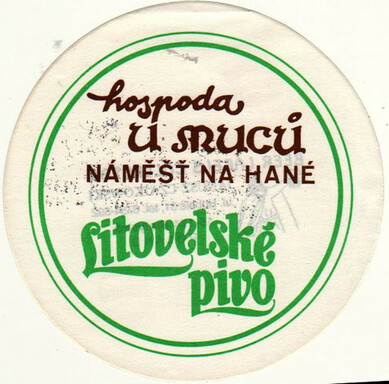 hospoda
U MUCŮ
NÁMĚŠŤ NA HANÉ
Litovelské
pivo